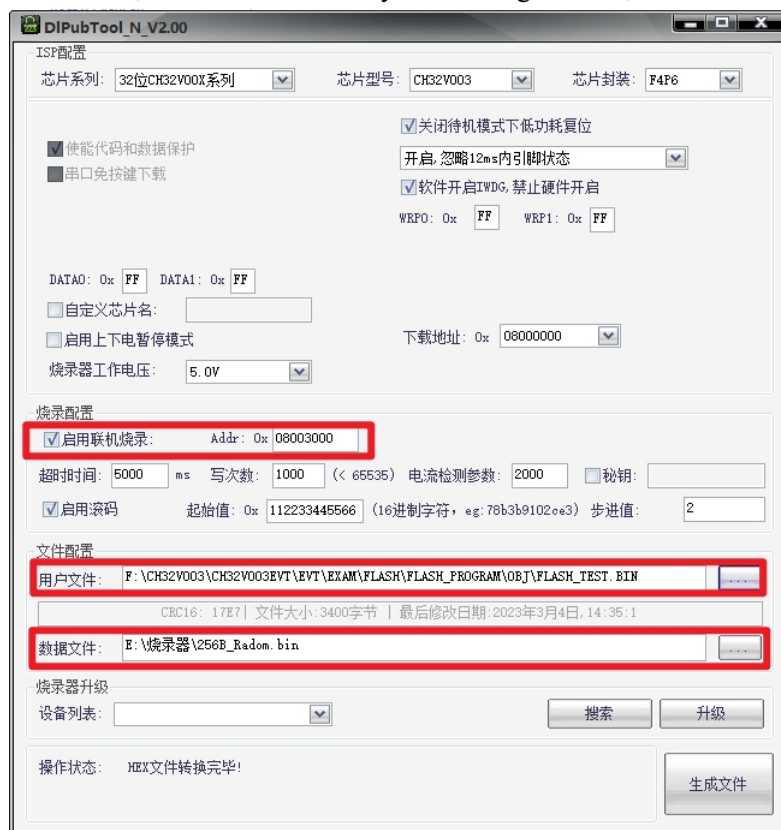 DlPubTool_N_V2.00
ISP配置
芯片系列: 32位CH32V00X系列 芯片型号: CH32V003 芯片封装: F4P6
关闭待机模式下低功耗复位
使能代码和数据保护
开启,忽略12ms内引脚状态
串口免按键下载
软件开启IWDG,禁止硬件开启
WRP0: 0x FF WRP1: 0x FF
DATA0: 0x FF DATA1: 0x FF
自定义芯片名:
启用上下电暂停模式 下载地址: 0x 08000000
烧录器工作电压: 5.0V
烧录配置
启用联机烧录: Addr: 0x 08003000
超时时间: 5000 ms 写次数: 1000 (< 65535) 电流检测参数: 2000 秘钥:
启用滚码 起始值: 0x 112233445566 (16进制字符，eg:78b3b9102ce3) 步进值: 2
文件配置
用户文件: F:\CH32V003\CH32V003EVT\EVT\EXAM\FLASH\FLASH_PROGRAM\OBJ\FLASH_TEST.BIN ...
CRC16: 17E7| 文件大小:3400字节 | 最后修改日期:2023年3月4日,14:35:1
数据文件: E:\烧录器\256B_Radom.bin ...
烧录器升级
设备列表: 搜索 升级
操作状态: HEX文件转换完毕!
生成文件